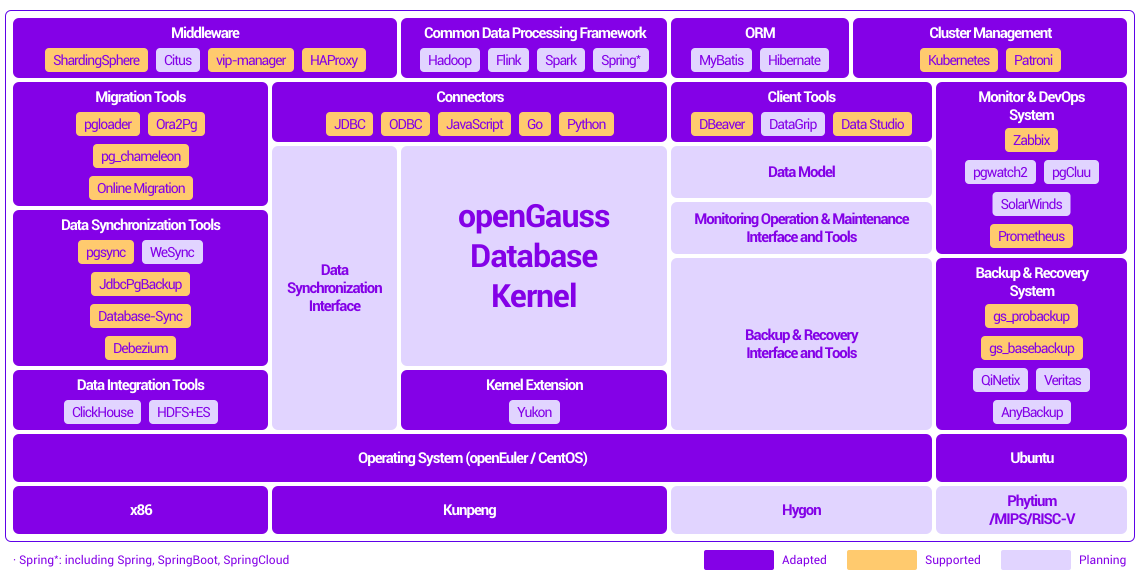 Middleware
ShardingSphere Citus vip-manager HAProxy
Common Data Processing Framework
Hadoop Flink Spark Spring*
ORM
MyBatis Hibernate
Cluster Management
Kubernetes Patroni
Migration Tools
pgloader Ora2Pg
pg_chameleon
Online Migration
Connectors
JDBC ODBC JavaScript Go Python
Client Tools
DBeaver DataGrip Data Studio
Monitor & DevOps
System
Zabbix
pgwatch2 pgCluu
SolarWinds
Prometheus
Data Synchronization Tools
pgsync WeSync
JdbcPgBackup
Database-Sync
Debezium
Data
Synchronization
Interface
openGauss
Database
Kernel
Data Model
Monitoring Operation & Maintenance
Interface and Tools
Backup & Recovery
Interface and Tools
Backup & Recovery
System
gs_probackup
gs_basebackup
QiNetix Veritas
AnyBackup
Data Integration Tools
ClickHouse HDFS+ES
Kernel Extension
Yukon
Operating System (openEuler / CentOS)
Ubuntu
x86
Kunpeng
Hygon
Phytium
/MIPS/RISC-V
· Spring*: including Spring, SpringBoot, SpringCloud
Adapted
Supported
Planning